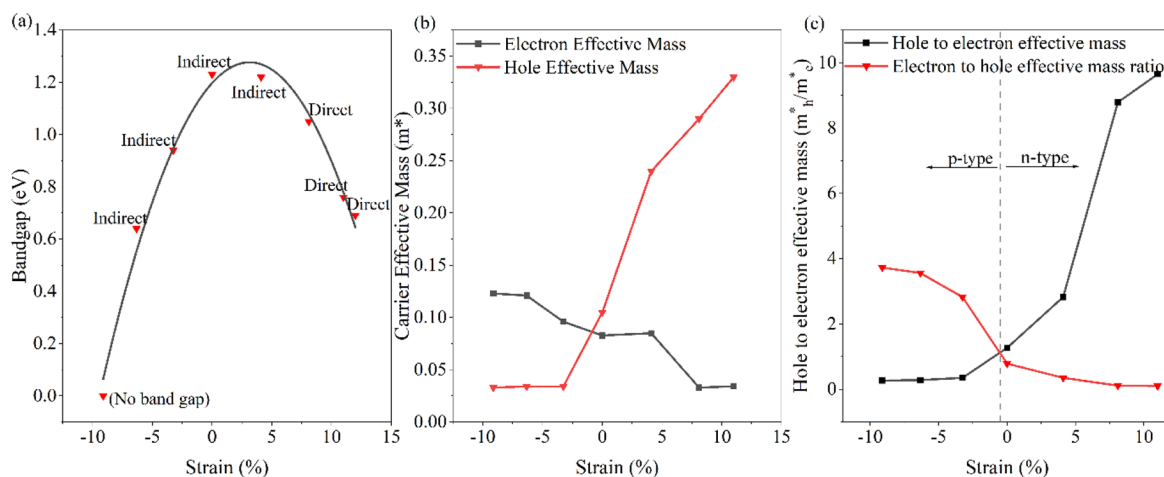 (a)
1.4
1.2
1.0
0.8
0.6
0.4
0.2
0.0
Bandgap (eV)
Indirect
Indirect
Indirect
Indirect
Direct
Direct
Direct
(No band gap)
-10
-5
0
5
10
15
Strain (%)
(b)
0.35
0.30
0.25
0.20
0.15
0.10
0.05
0.00
Carrier Effective Mass (m*)
Electron Effective Mass
Hole Effective Mass
-10
-5
0
5
10
Strain (%)
(c)
10
8
6
4
2
0
Hole to electron effective mass (m*h/m*e)
Hole to electron effective mass
Electron to hole effective mass ratio
p-type
n-type
-10
-5
0
5
10
Strain (%)